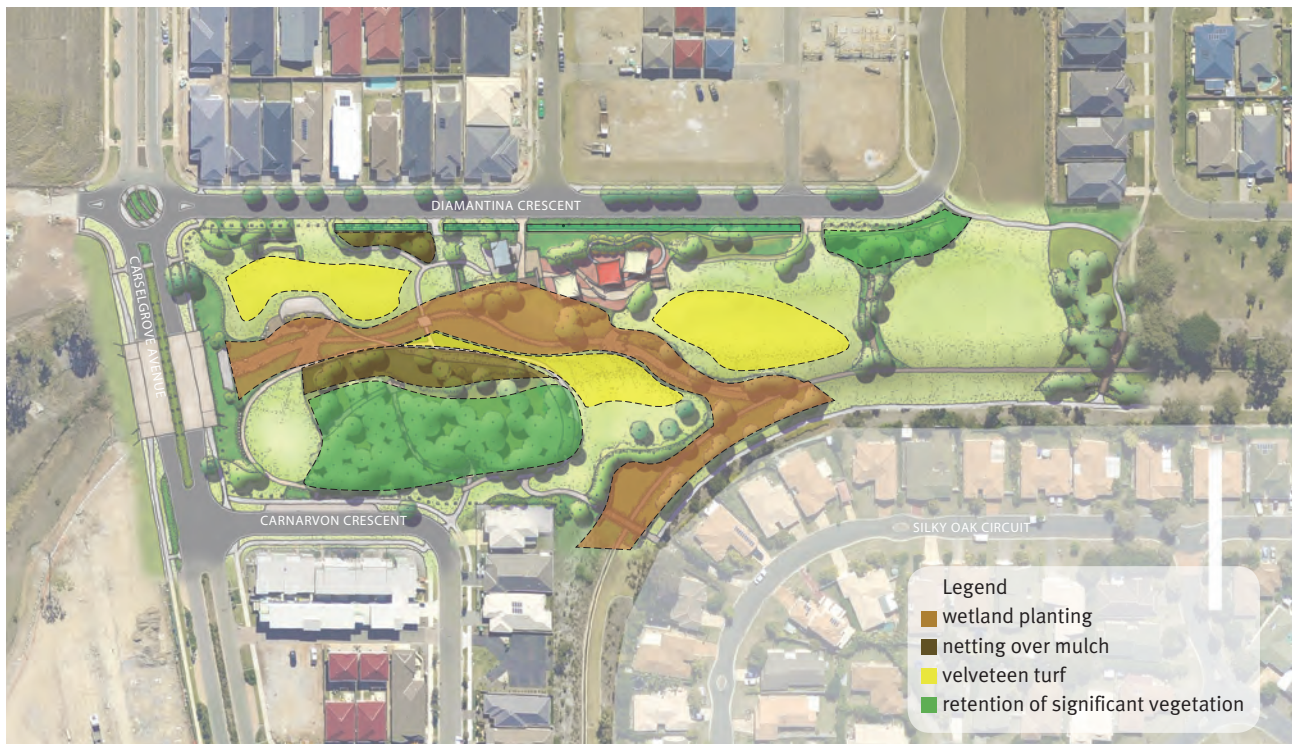 DIAMANTINA CRESCENT
CARSELGROVE AVENUE
CARNARVON CRESCENT
SILKY OAK CIRCUIT
Legend
wetland planting
netting over mulch
velveteen turf
retention of significant vegetation